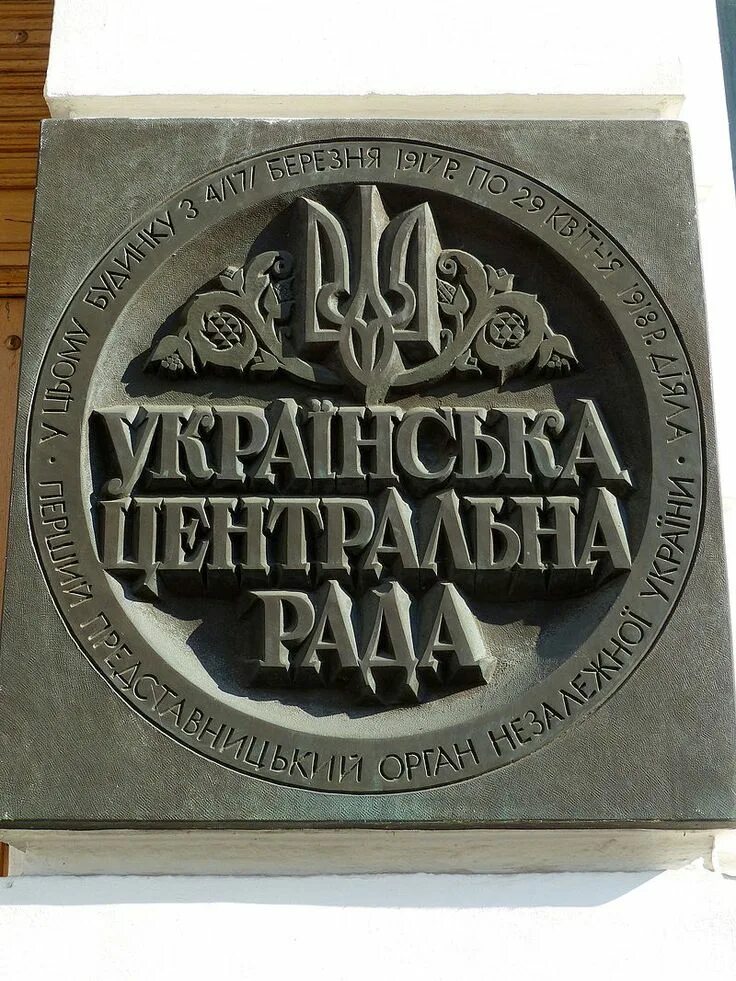 У ЦЬОМУ БУДИНКУ З 4/17/ БЕРЕЗНЯ 1917 Р. ПО 29 КВІТНЯ 1918 Р. ДІЯЛА
УКРАЇНСЬКА
ЦЕНТРАЛЬНА
РАДА
ПЕРШИЙ ПРЕДСТАВНИЦЬКИЙ ОРГАН НЕЗАЛЕЖНОЇ УКРАЇНИ